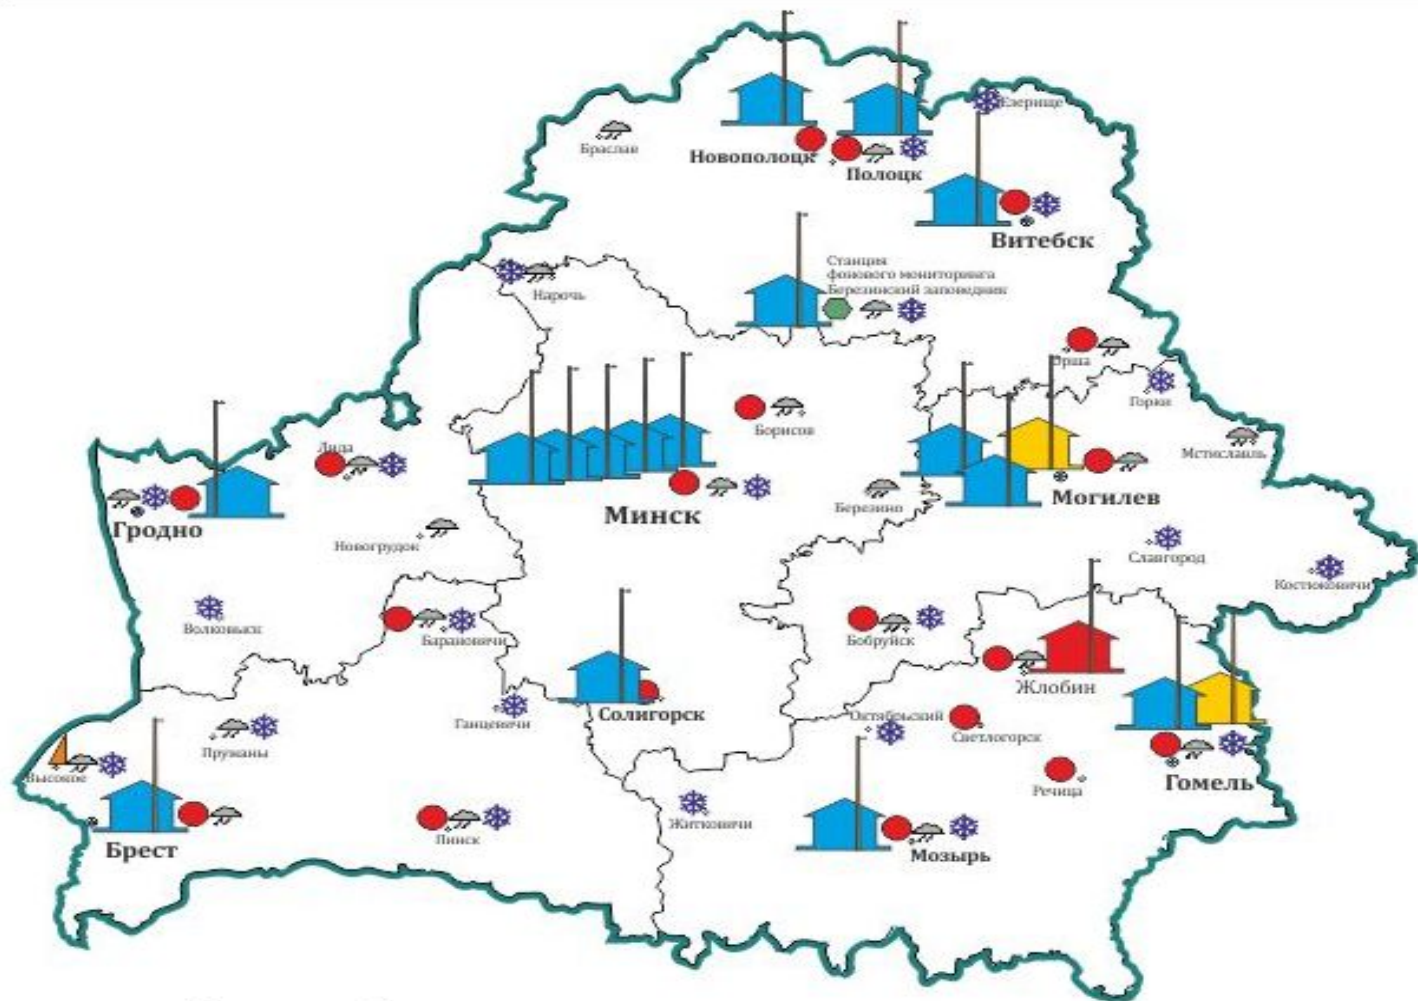 Езерище
Браслав
Новополоцк
Полоцк
Витебск
Станция
фонового мониторинга
Березинский заповедник
Нарочь
Орша
Горки
Борисов
Мстиславль
Лида
Березино
Могилев
Минск
Гродно
Новогрудок
Славгород
Костюковичи
Волковыск
Барановичи
Бобруйск
Жлобин
Ганцевичи
Солигорск
Октябрьский
Светлогорск
Пружаны
Высокое
Речица
Гомель
Житковичи
Пинск
Брест
Мозырь